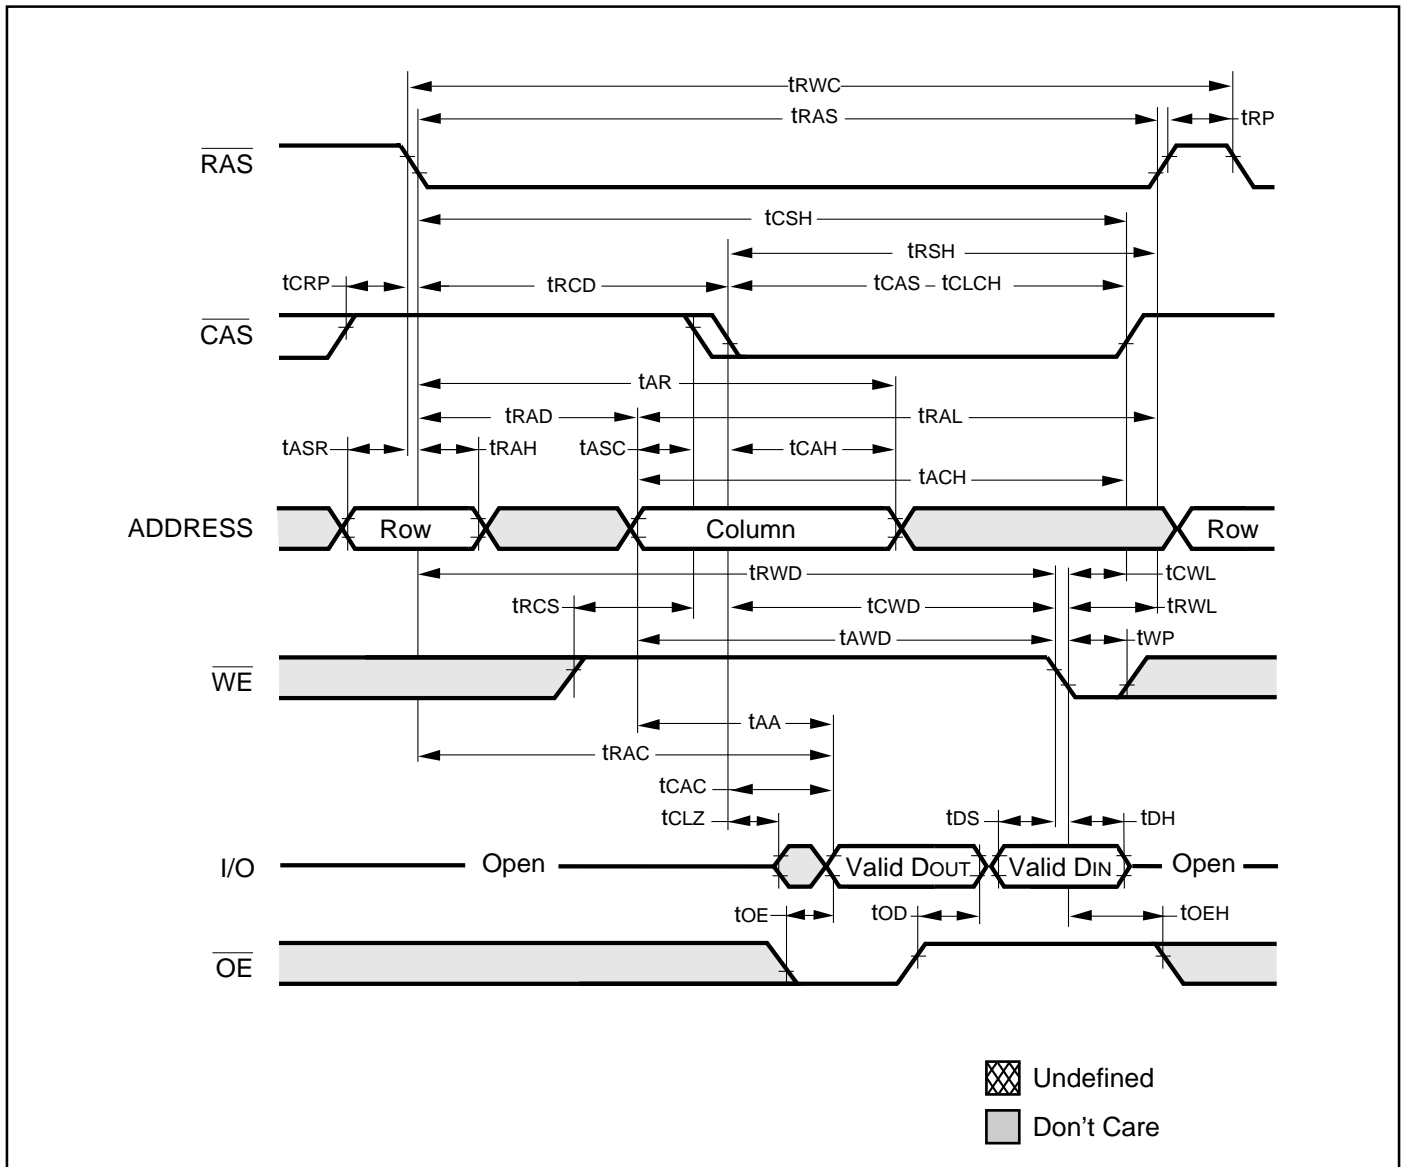 tRWC
tRAS
tRP
RAS
tCSH
tRSH
tCRP
tRCD
tCAS – tCLCH
CAS
tAR
tRAD
tRAL
tASR
tRAH
tASC
tCAH
tACH
ADDRESS
Row
Column
Row
tRWD
tCWL
tRCS
tCWD
tRWL
tAWD
tWP
WE
tAA
tRAC
tCAC
tCLZ
tDS
tDH
I/O
Open
Valid DOUT
Valid DIN
Open
tOE
tOD
tOEH
OE
Undefined
Don't Care